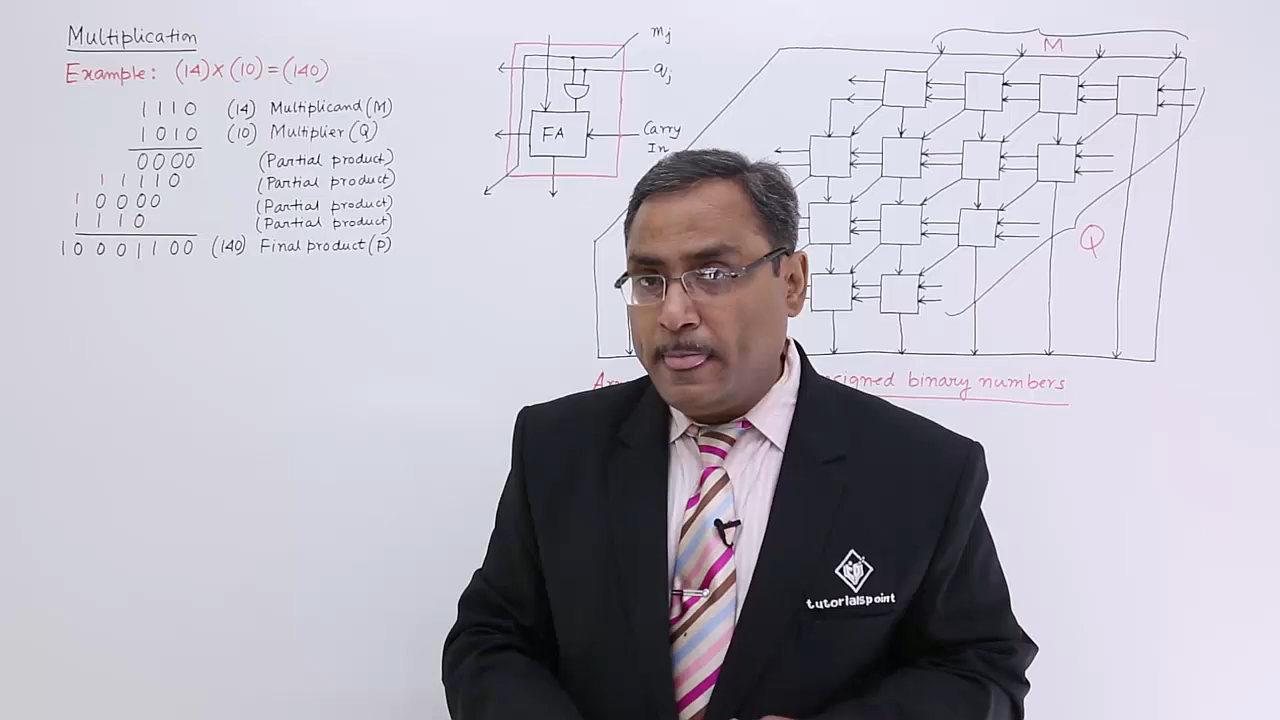 Multiplication
Example: (14) × (10) = (140)
1 1 1 0 (14) Multiplicand (M)
1 0 1 0 (10) Multiplier (Q)
0 0 0 0 (Partial product)
1 1 1 1 0 (Partial product)
1 0 0 0 0 (Partial product)
1 1 1 0 (Partial product)
1 0 0 0 1 1 0 0 (140) Final product (P)
mj
qj
FA
Carry
In
M
Q
binary numbers
tutorialspoint